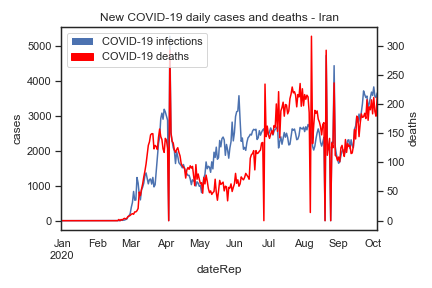 New COVID-19 daily cases and deaths - Iran
COVID-19 infections
COVID-19 deaths
cases
5000
4000
3000
2000
1000
0
deaths
300
250
200
150
100
50
0
Jan Feb Mar Apr May Jun Jul Aug Sep Oct
2020
dateRep